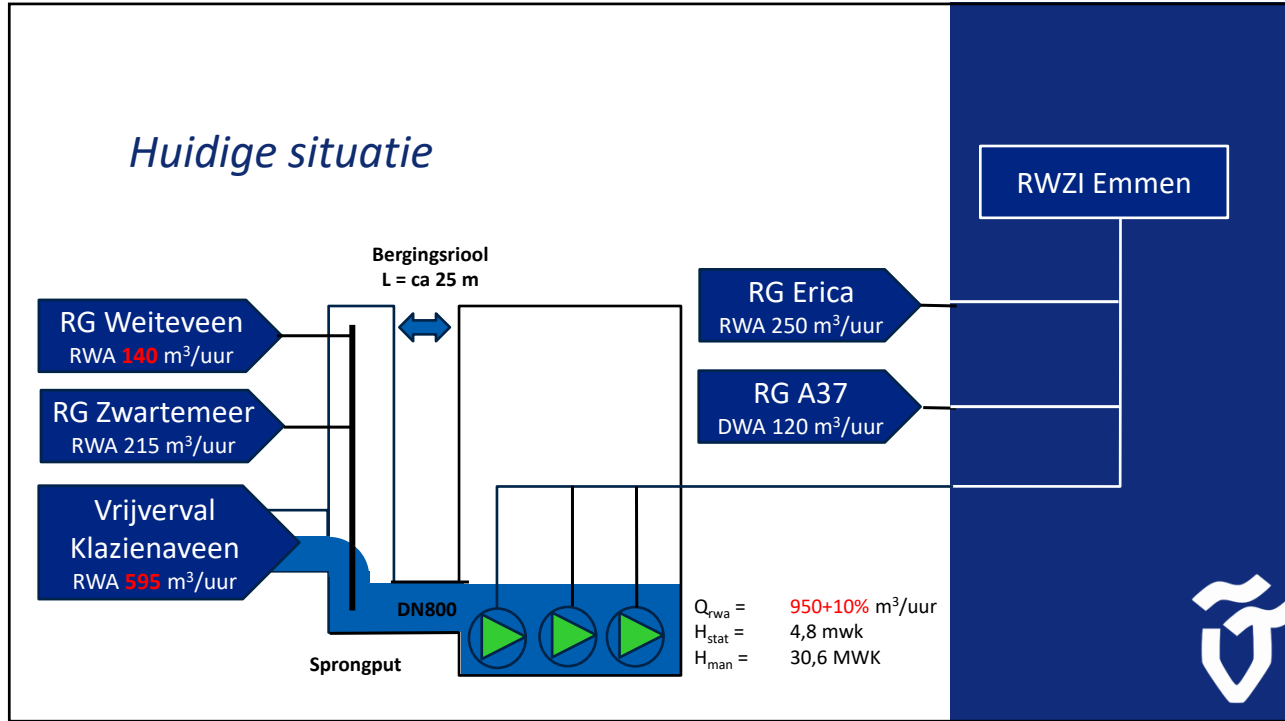 Huidige situatie
RWZI Emmen
Bergingsriool
L = ca 25 m
RG Weiteveen
RWA 140 m³/uur
RG Zwartemeer
RWA 215 m³/uur
Vrijverval
Klazienaveen
RWA 595 m³/uur
RG Erica
RWA 250 m³/uur
RG A37
DWA 120 m³/uur
DN800
Sprongput
Qrwa = 950+10% m³/uur
Hstat = 4,8 mwk
Hman = 30,6 MWK